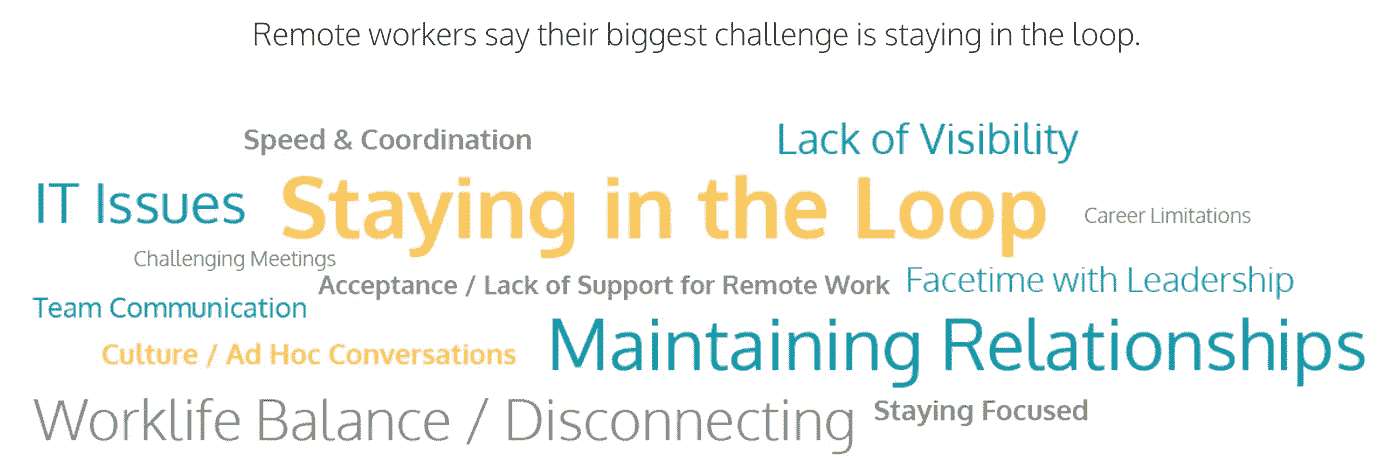 Remote workers say their biggest challenge is staying in the loop.
Speed & Coordination
Lack of Visibility
IT Issues
Staying in the Loop
Career Limitations
Challenging Meetings
Acceptance / Lack of Support for Remote Work
Facetime with Leadership
Team Communication
Maintaining Relationships
Culture / Ad Hoc Conversations
Worklife Balance / Disconnecting
Staying Focused